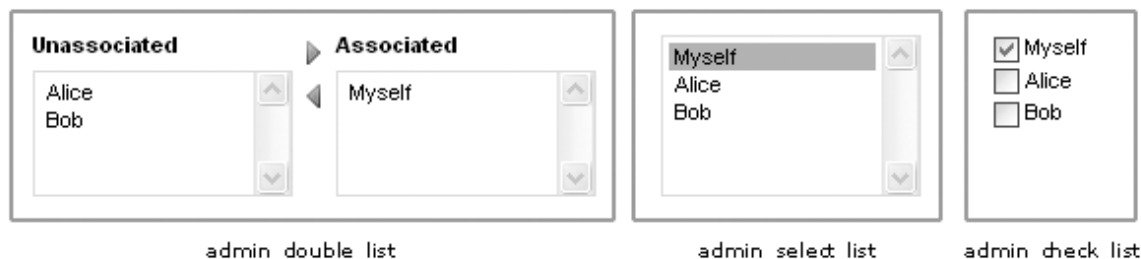 Unassociated
Alice
Bob
Associated
Myself
Myself
Alice
Bob
Myself
Alice
Bob
admin double list
admin select list
admin check list